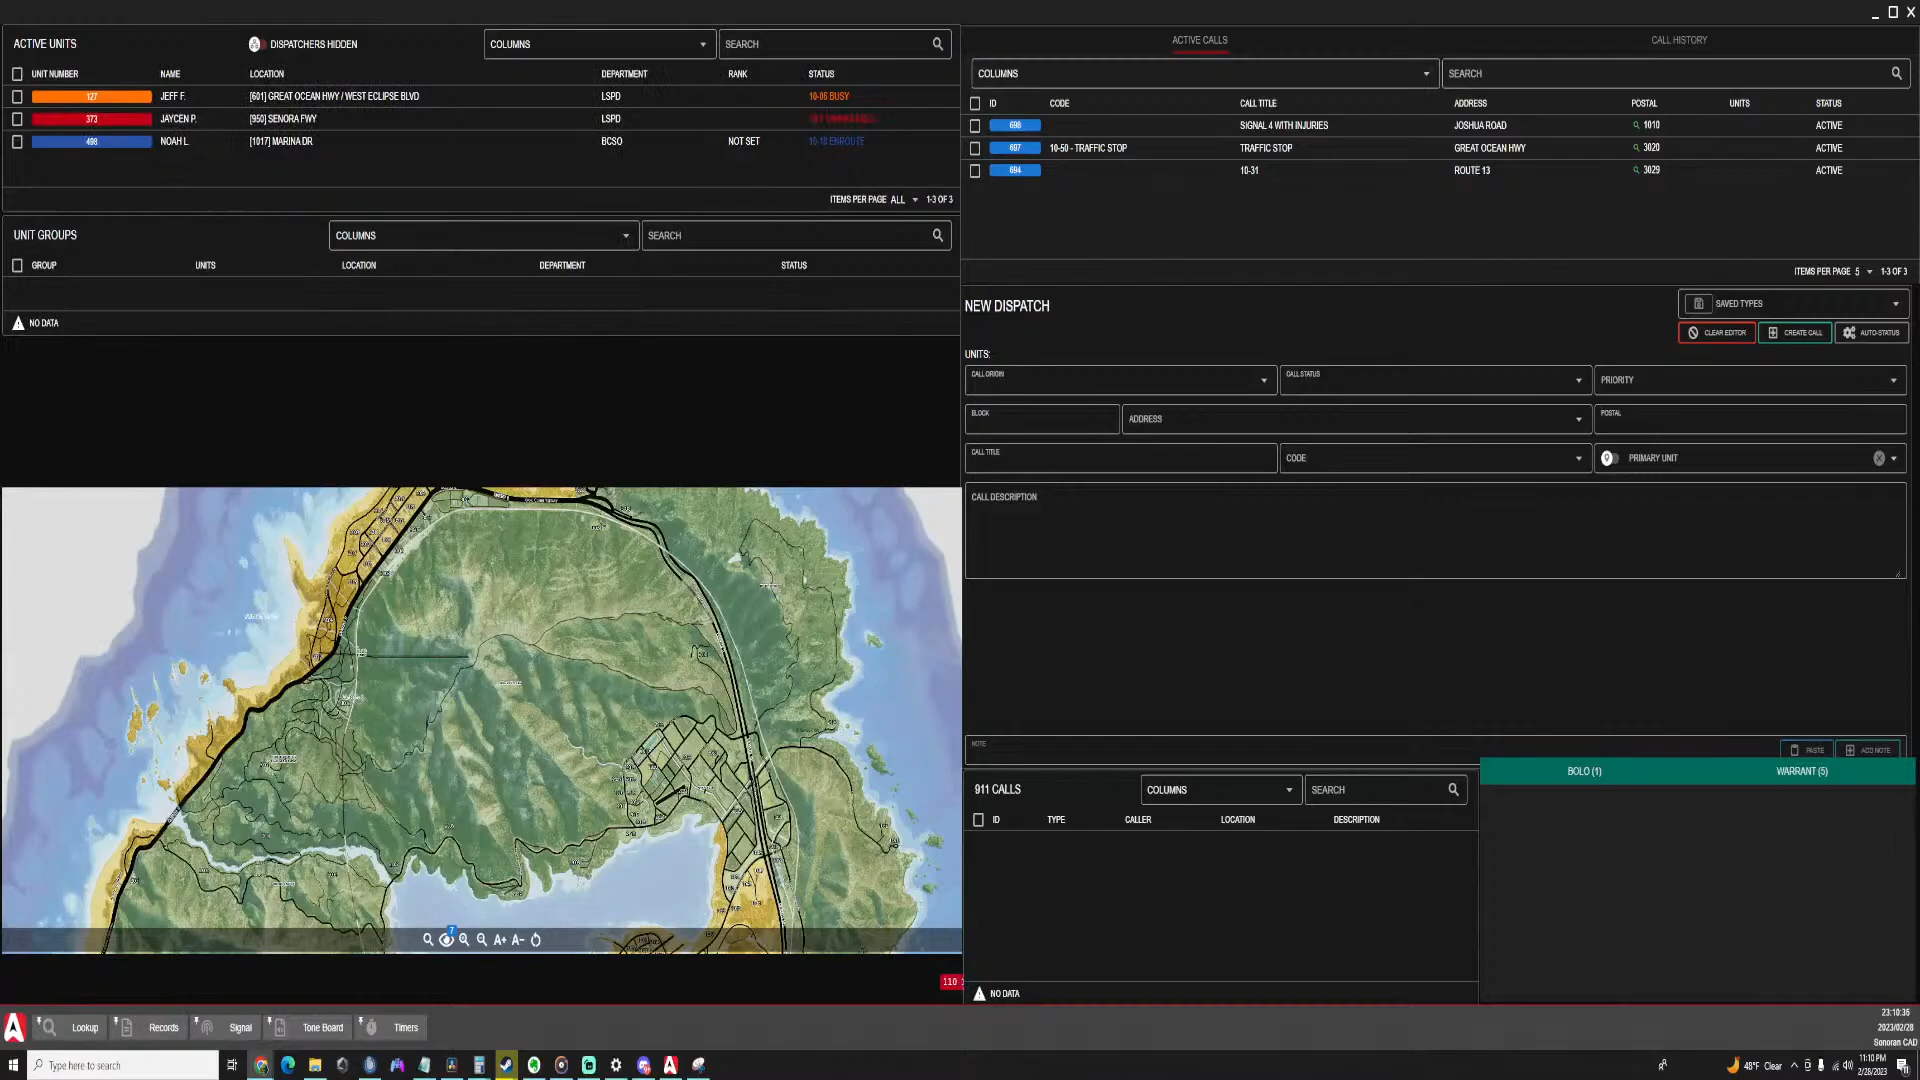 ACTIVE UNITS
DISPATCHERS HIDDEN
COLUMNS
SEARCH
UNIT NUMBER NAME LOCATION DEPARTMENT RANK STATUS
127 JEFF F. [601] GREAT OCEAN HWY / WEST ECLIPSE BLVD LSPD 10-06 BUSY
373 JAYCEN P. [950] SENORA FWY LSPD
498 NOAH L. [1017] MARINA DR BCSO NOT SET 10-18 ENROUTE
ITEMS PER PAGE ALL 1-3 OF 3
UNIT GROUPS
COLUMNS
SEARCH
GROUP UNITS LOCATION DEPARTMENT STATUS
NO DATA
ACTIVE CALLS
CALL HISTORY
COLUMNS
SEARCH
ID CODE CALL TITLE ADDRESS POSTAL UNITS STATUS
698 SIGNAL 4 WITH INJURIES JOSHUA ROAD 1010 ACTIVE
697 10-50 - TRAFFIC STOP TRAFFIC STOP GREAT OCEAN HWY 3020 ACTIVE
694 10-31 ROUTE 13 3029 ACTIVE
ITEMS PER PAGE 5 1-3 OF 3
NEW DISPATCH
SAVED TYPES
CLEAR EDITOR CREATE CALL AUTO-STATUS
UNITS:
CALL ORIGIN CALL STATUS PRIORITY
BLOCK ADDRESS POSTAL
CALL TITLE CODE PRIMARY UNIT
CALL DESCRIPTION
NOTE PASTE ADD NOTE
911 CALLS
COLUMNS
SEARCH
ID TYPE CALLER LOCATION DESCRIPTION
NO DATA
BOLO (1) WARRANT (5)
7
A+ A-
110
Lookup Records Signal Tone Board Timers
23:10:35
2023/02/28
Sonoran CAD
Type here to search
48°F Clear
11:10 PM
2/28/2023